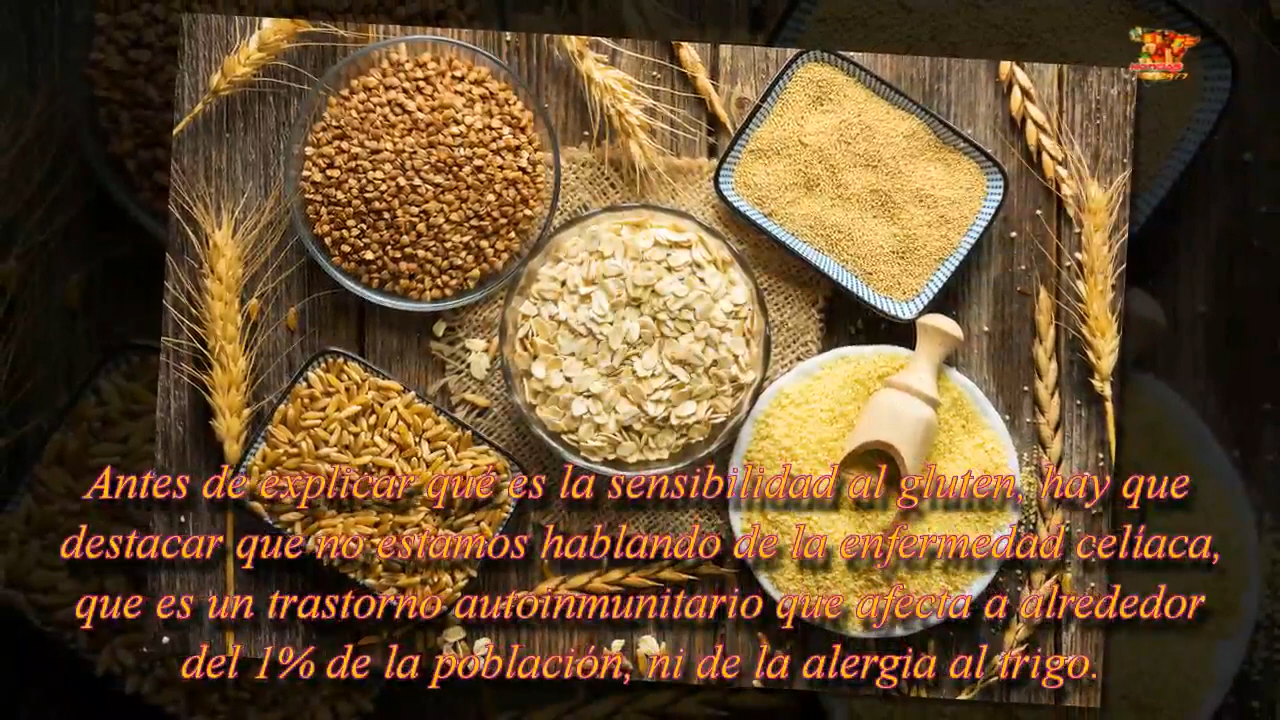 NOTICIAS
Antes de explicar qué es la sensibilidad al gluten, hay que
destacar que no estamos hablando de la enfermedad celíaca,
que es un trastorno autoinmunitario que afecta a alrededor
del 1% de la población, ni de la alergia al trigo.